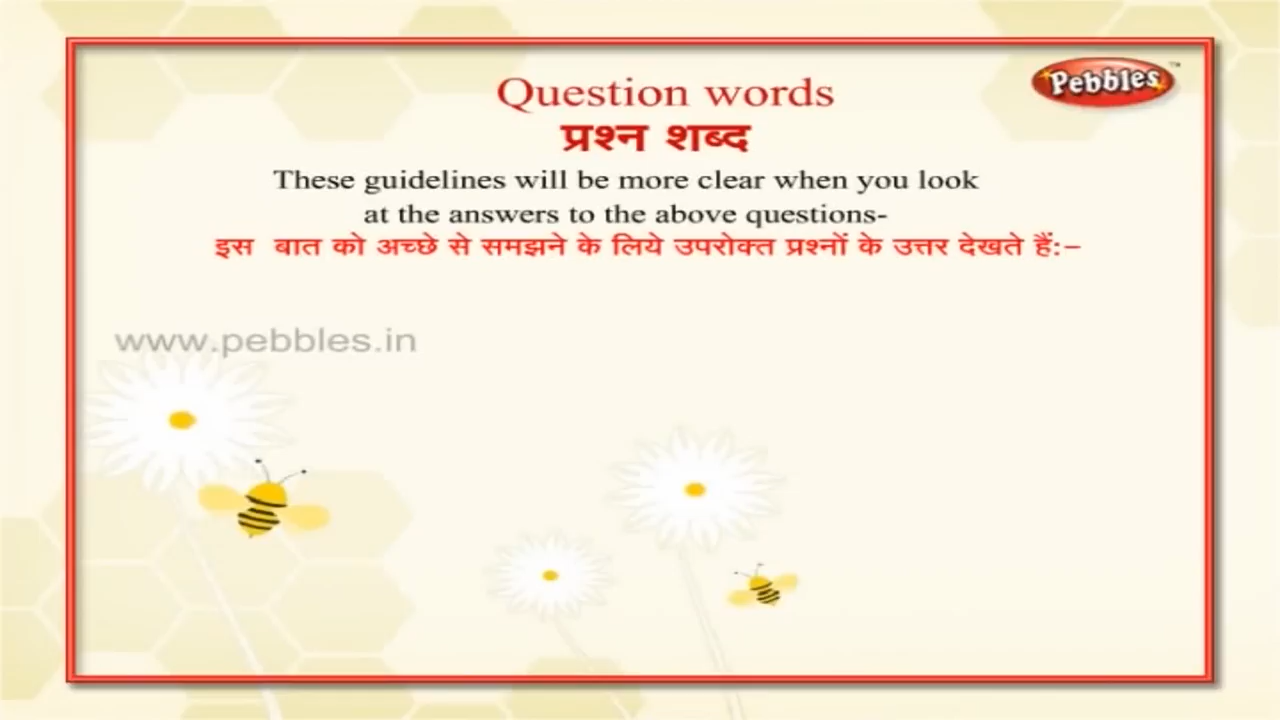 Pebbles™
Question words
प्रश्न शब्द
These guidelines will be more clear when you look
at the answers to the above questions-
इस बात को अच्छे से समझने के लिये उपरोक्त प्रश्नों के उत्तर देखते हैं:–
www.pebbles.in